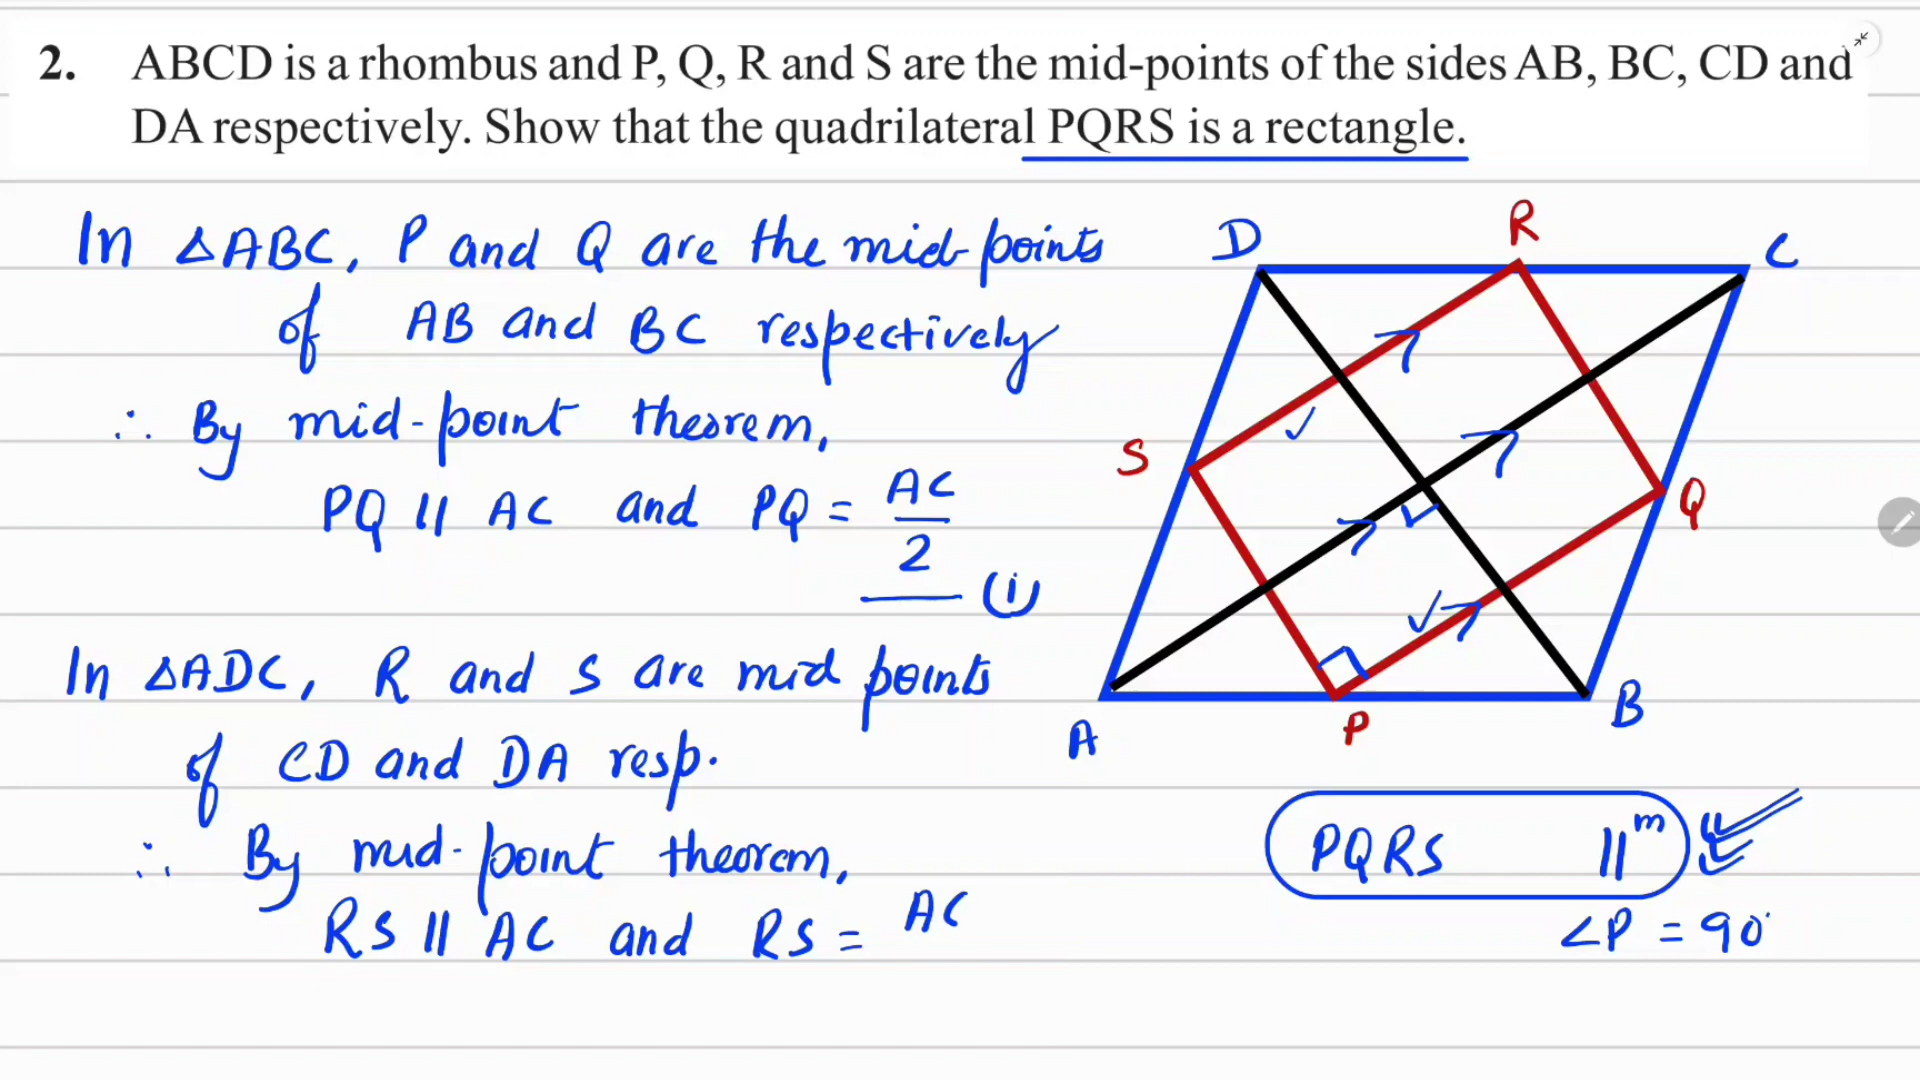 2. ABCD is a rhombus and P, Q, R and S are the mid-points of the sides AB, BC, CD and
DA respectively. Show that the quadrilateral PQRS is a rectangle.
In ΔABC, P and Q are the mid-points
of AB and BC respectively
∴ By mid-point theorem,
PQ || AC and PQ = AC/2
(i)
In ΔADC, R and S are mid points
of CD and DA resp.
∴ By mid-point theorem,
RS || AC and RS = AC
D
R
C
S
Q
A
P
B
PQRS ||m
∠P = 90°